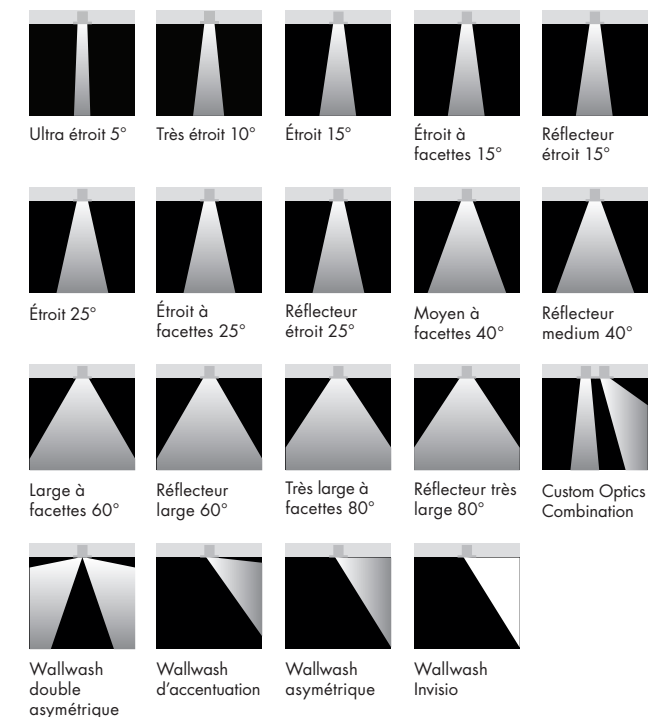 Ultra étroit 5°
Très étroit 10°
Étroit 15°
Étroit à
facettes 15°
Réflecteur
étroit 15°
Étroit 25°
Étroit à
facettes 25°
Réflecteur
étroit 25°
Moyen à
facettes 40°
Réflecteur
medium 40°
Large à
facettes 60°
Réflecteur
large 60°
Très large à
facettes 80°
Réflecteur très
large 80°
Custom Optics
Combination
Wallwash
double
asymétrique
Wallwash
d'accentuation
Wallwash
asymétrique
Wallwash
Invisio